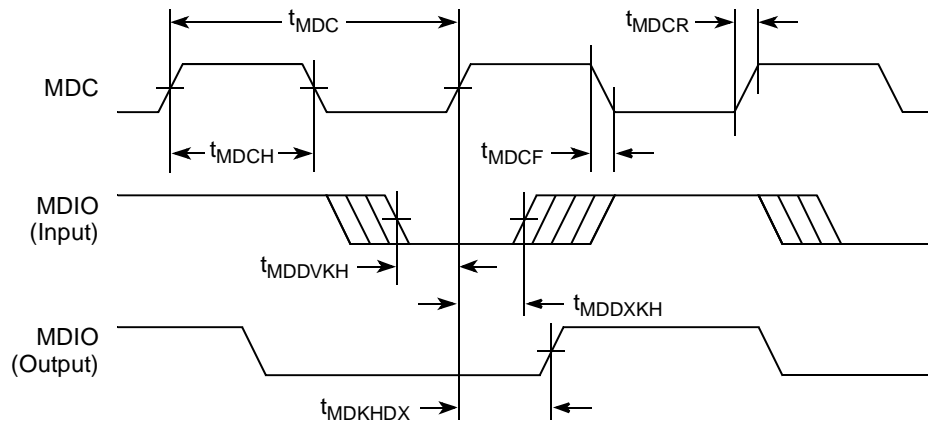 tMDC
tMDCR
MDC
tMDCH
tMDCF
MDIO
(Input)
tMDDVKH
tMDDXKH
MDIO
(Output)
tMDKHDX